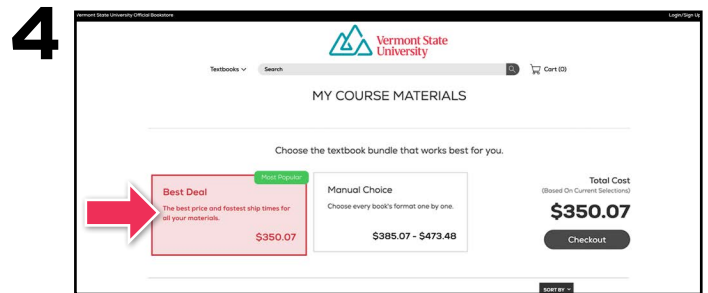 4
Vermont State University Official Bookstore
Login/Sign Up
Vermont State
University
Textbooks
Search
Cart (0)
MY COURSE MATERIALS
Choose the textbook bundle that works best for you.
Most Popular
Best Deal
The best price and fastest ship times for
all your materials.
$350.07
Manual Choice
Choose every book's format one by one.
$385.07 - $473.48
Total Cost
(Based On Current Selections)
$350.07
Checkout
SORT BY